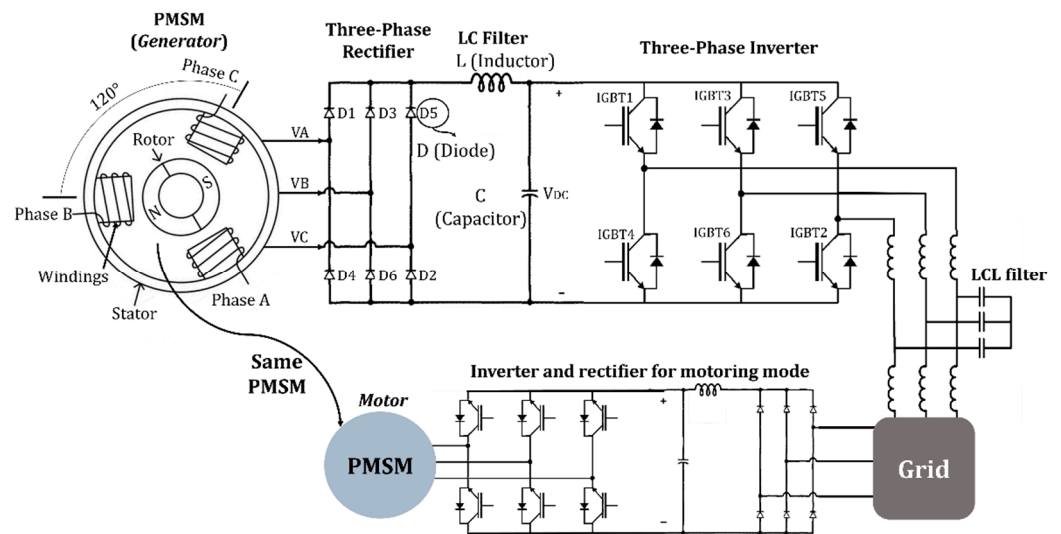 PMSM
(Generator)
Phase C
120°
Rotor
S
N
Phase B
Windings
Stator
Phase A
Three-Phase
Rectifier
VA
VB
VC
D1
D3
D5
D (Diode)
D4
D6
D2
LC Filter
L (Inductor)
C
(Capacitor)
+
VDC
−
Three-Phase Inverter
IGBT1
IGBT3
IGBT5
IGBT4
IGBT6
IGBT2
LCL filter
Same
PMSM
Motor
PMSM
Inverter and rectifier for motoring mode
+
−
Grid